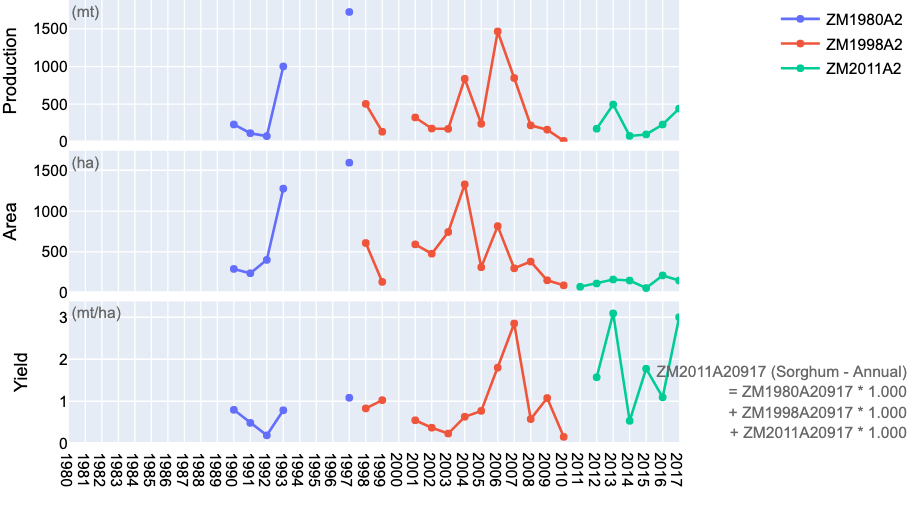 (mt)
1500
1000
500
0
Production
(ha)
1500
1000
500
0
Area
(mt/ha)
3
2
1
0
Yield
1980 1981 1982 1983 1984 1985 1986 1987 1988 1989 1990 1991 1992 1993 1994 1995 1996 1997 1998 1999 2000 2001 2002 2003 2004 2005 2006 2007 2008 2009 2010 2011 2012 2013 2014 2015 2016 2017
ZM1980A2
ZM1998A2
ZM2011A2
ZM2011A20917 (Sorghum - Annual)
= ZM1980A20917 * 1.000
+ ZM1998A20917 * 1.000
+ ZM2011A20917 * 1.000